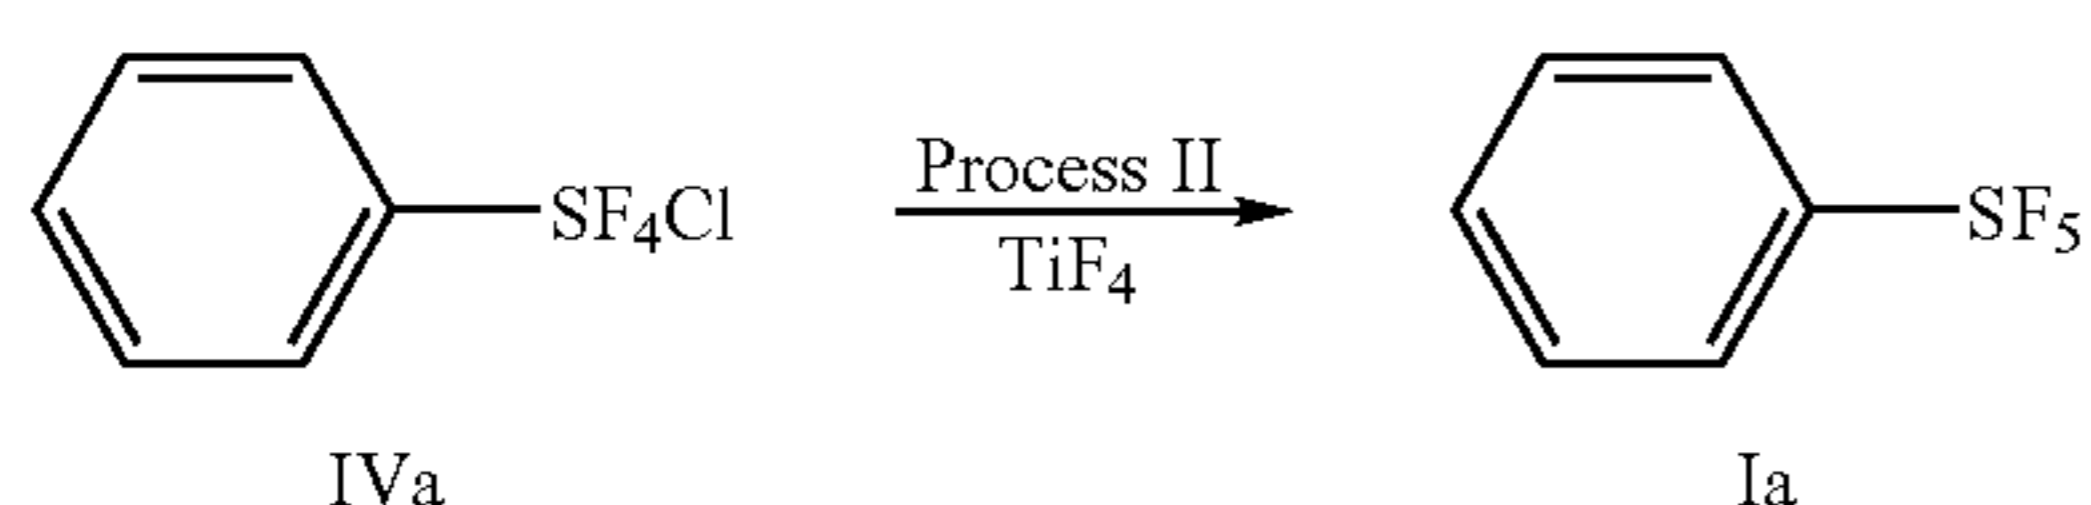 Process II
SF₄Cl
TiF₄
SF₅
IVa
Ia